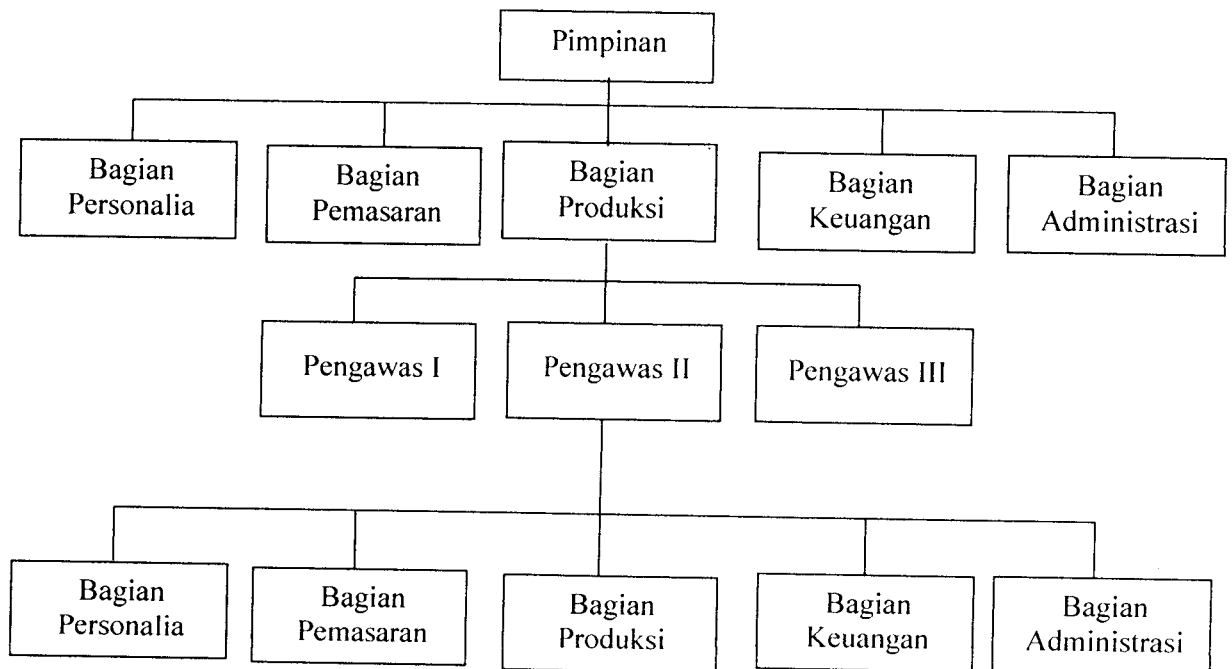 Pimpinan
Bagian
Personalia
Bagian
Pemasaran
Bagian
Produksi
Bagian
Keuangan
Bagian
Administrasi
Pengawas I
Pengawas II
Pengawas III
Bagian
Personalia
Bagian
Pemasaran
Bagian
Produksi
Bagian
Keuangan
Bagian
Administrasi